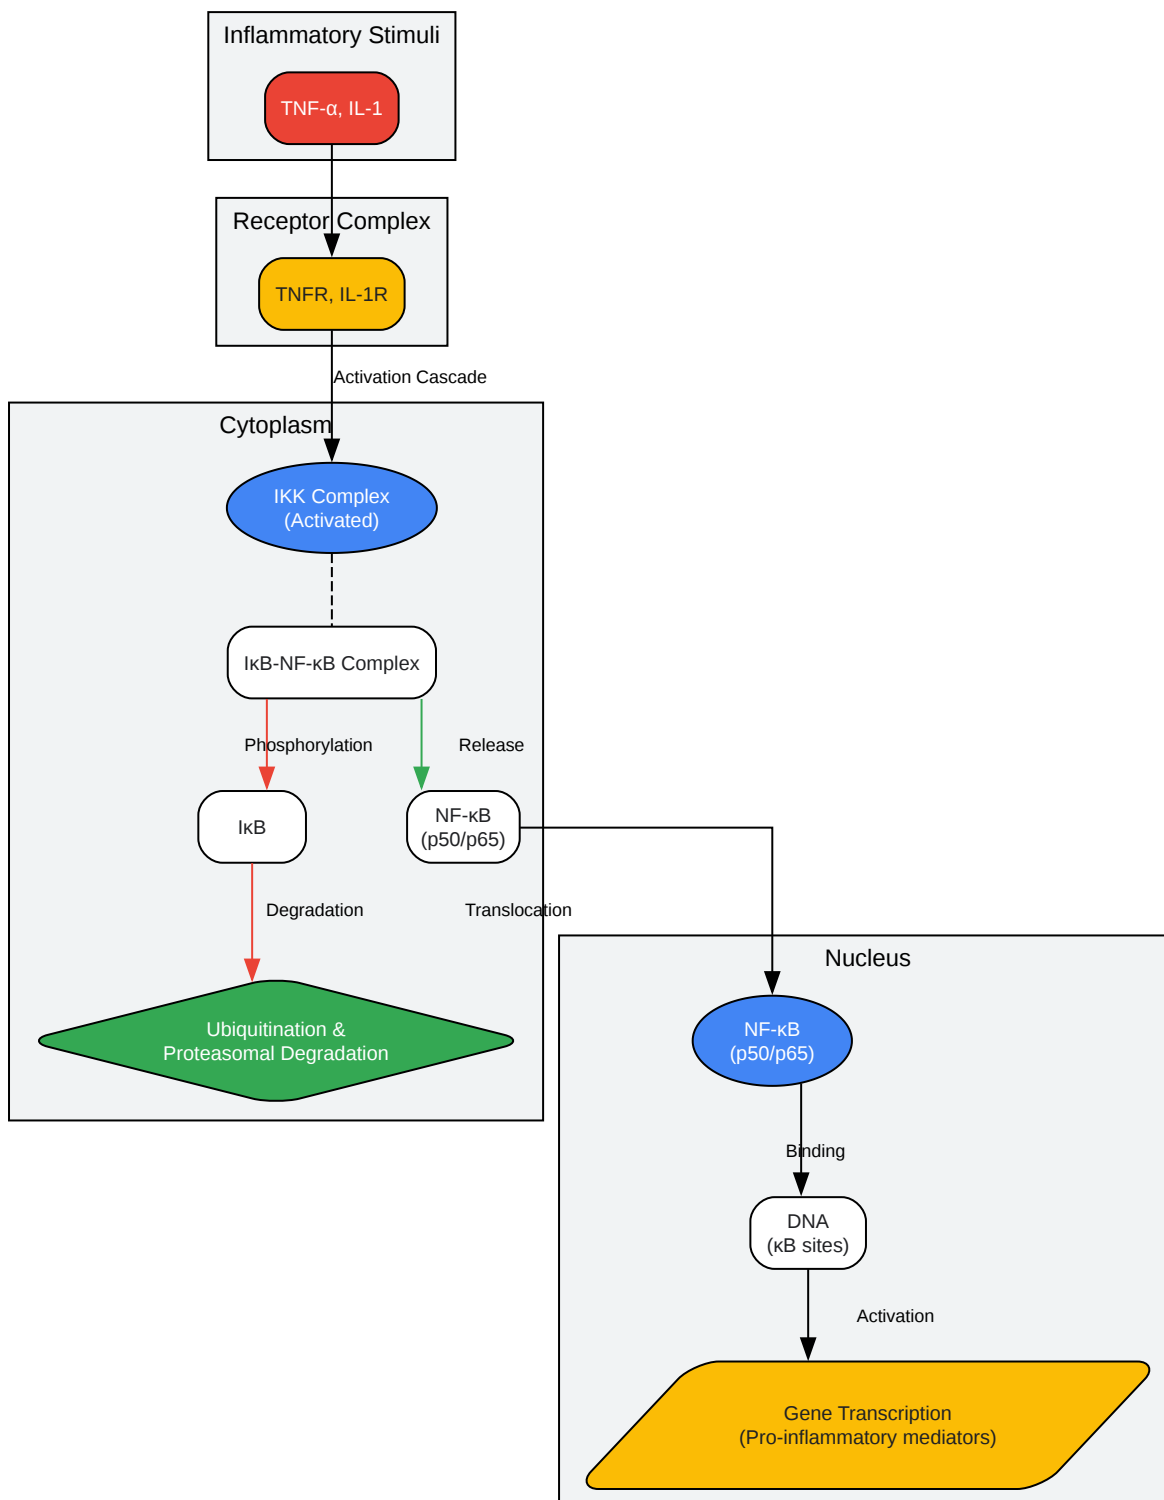 Inflammatory Stimuli
TNF-α, IL-1
Receptor Complex
TNFR, IL-1R
Activation Cascade
Cytoplasm
IKK Complex
(Activated)
IκB-NF-κB Complex
Phosphorylation
Release
IκB
NF-κB
(p50/p65)
Degradation
Translocation
Ubiquitination &
Proteasomal Degradation
Nucleus
NF-κB
(p50/p65)
Binding
DNA
(κB sites)
Activation
Gene Transcription
(Pro-inflammatory mediators)